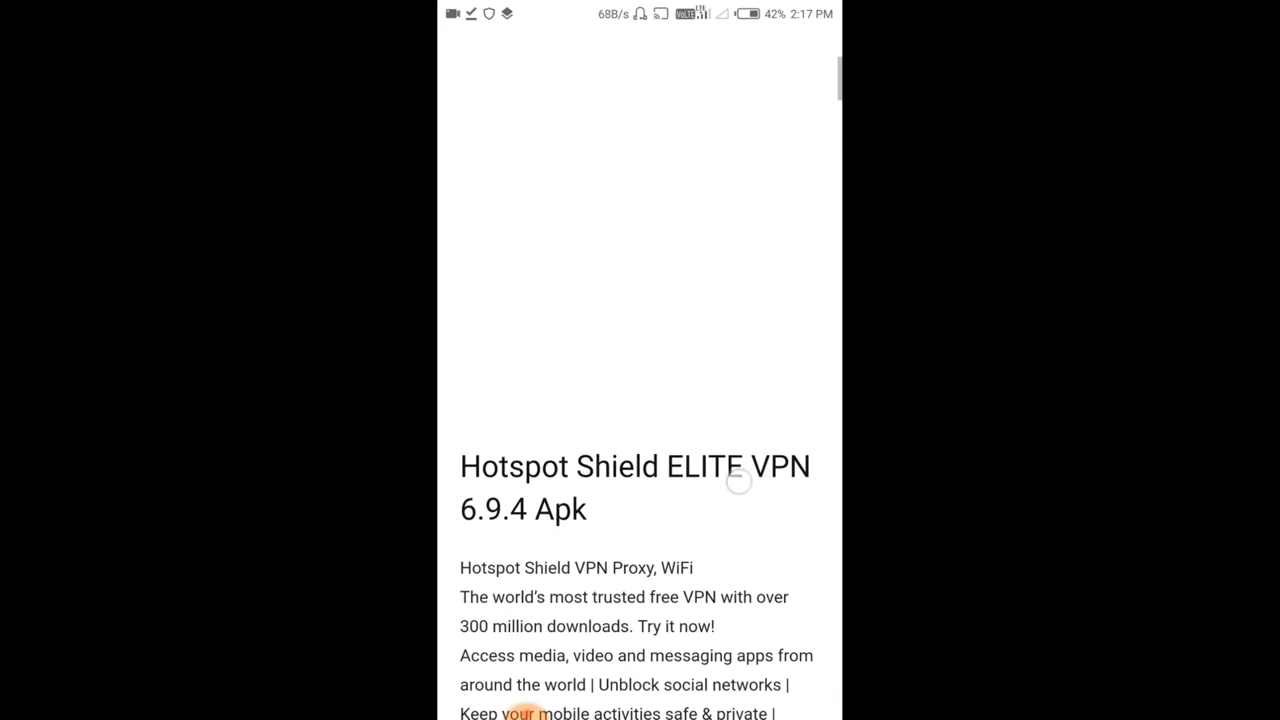 68B/s VoLTE LTE 42% 2:17 PM
Hotspot Shield ELITE VPN
6.9.4 Apk
Hotspot Shield VPN Proxy, WiFi
The world’s most trusted free VPN with over
300 million downloads. Try it now!
Access media, video and messaging apps from
around the world | Unblock social networks |
Keep your mobile activities safe & private |